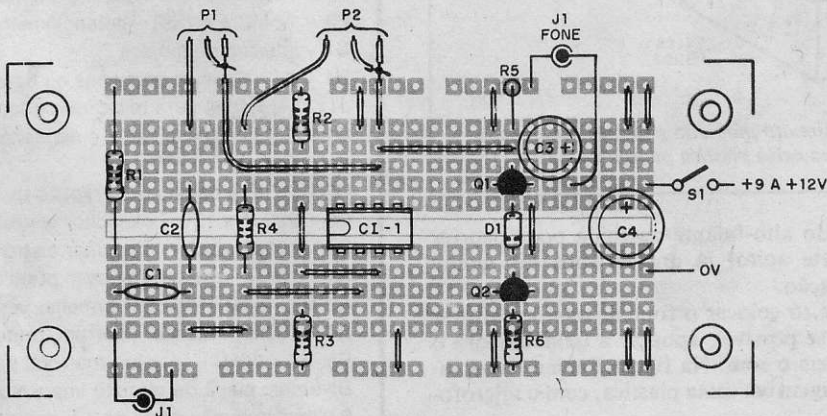 P1
P2
J1
FONE
R5
R2
C3 +
R1
Q1
S1
+9 A +12V
C2
R4
CI-1
D1
+
C4
0V
C1
Q2
R3
R6
J1